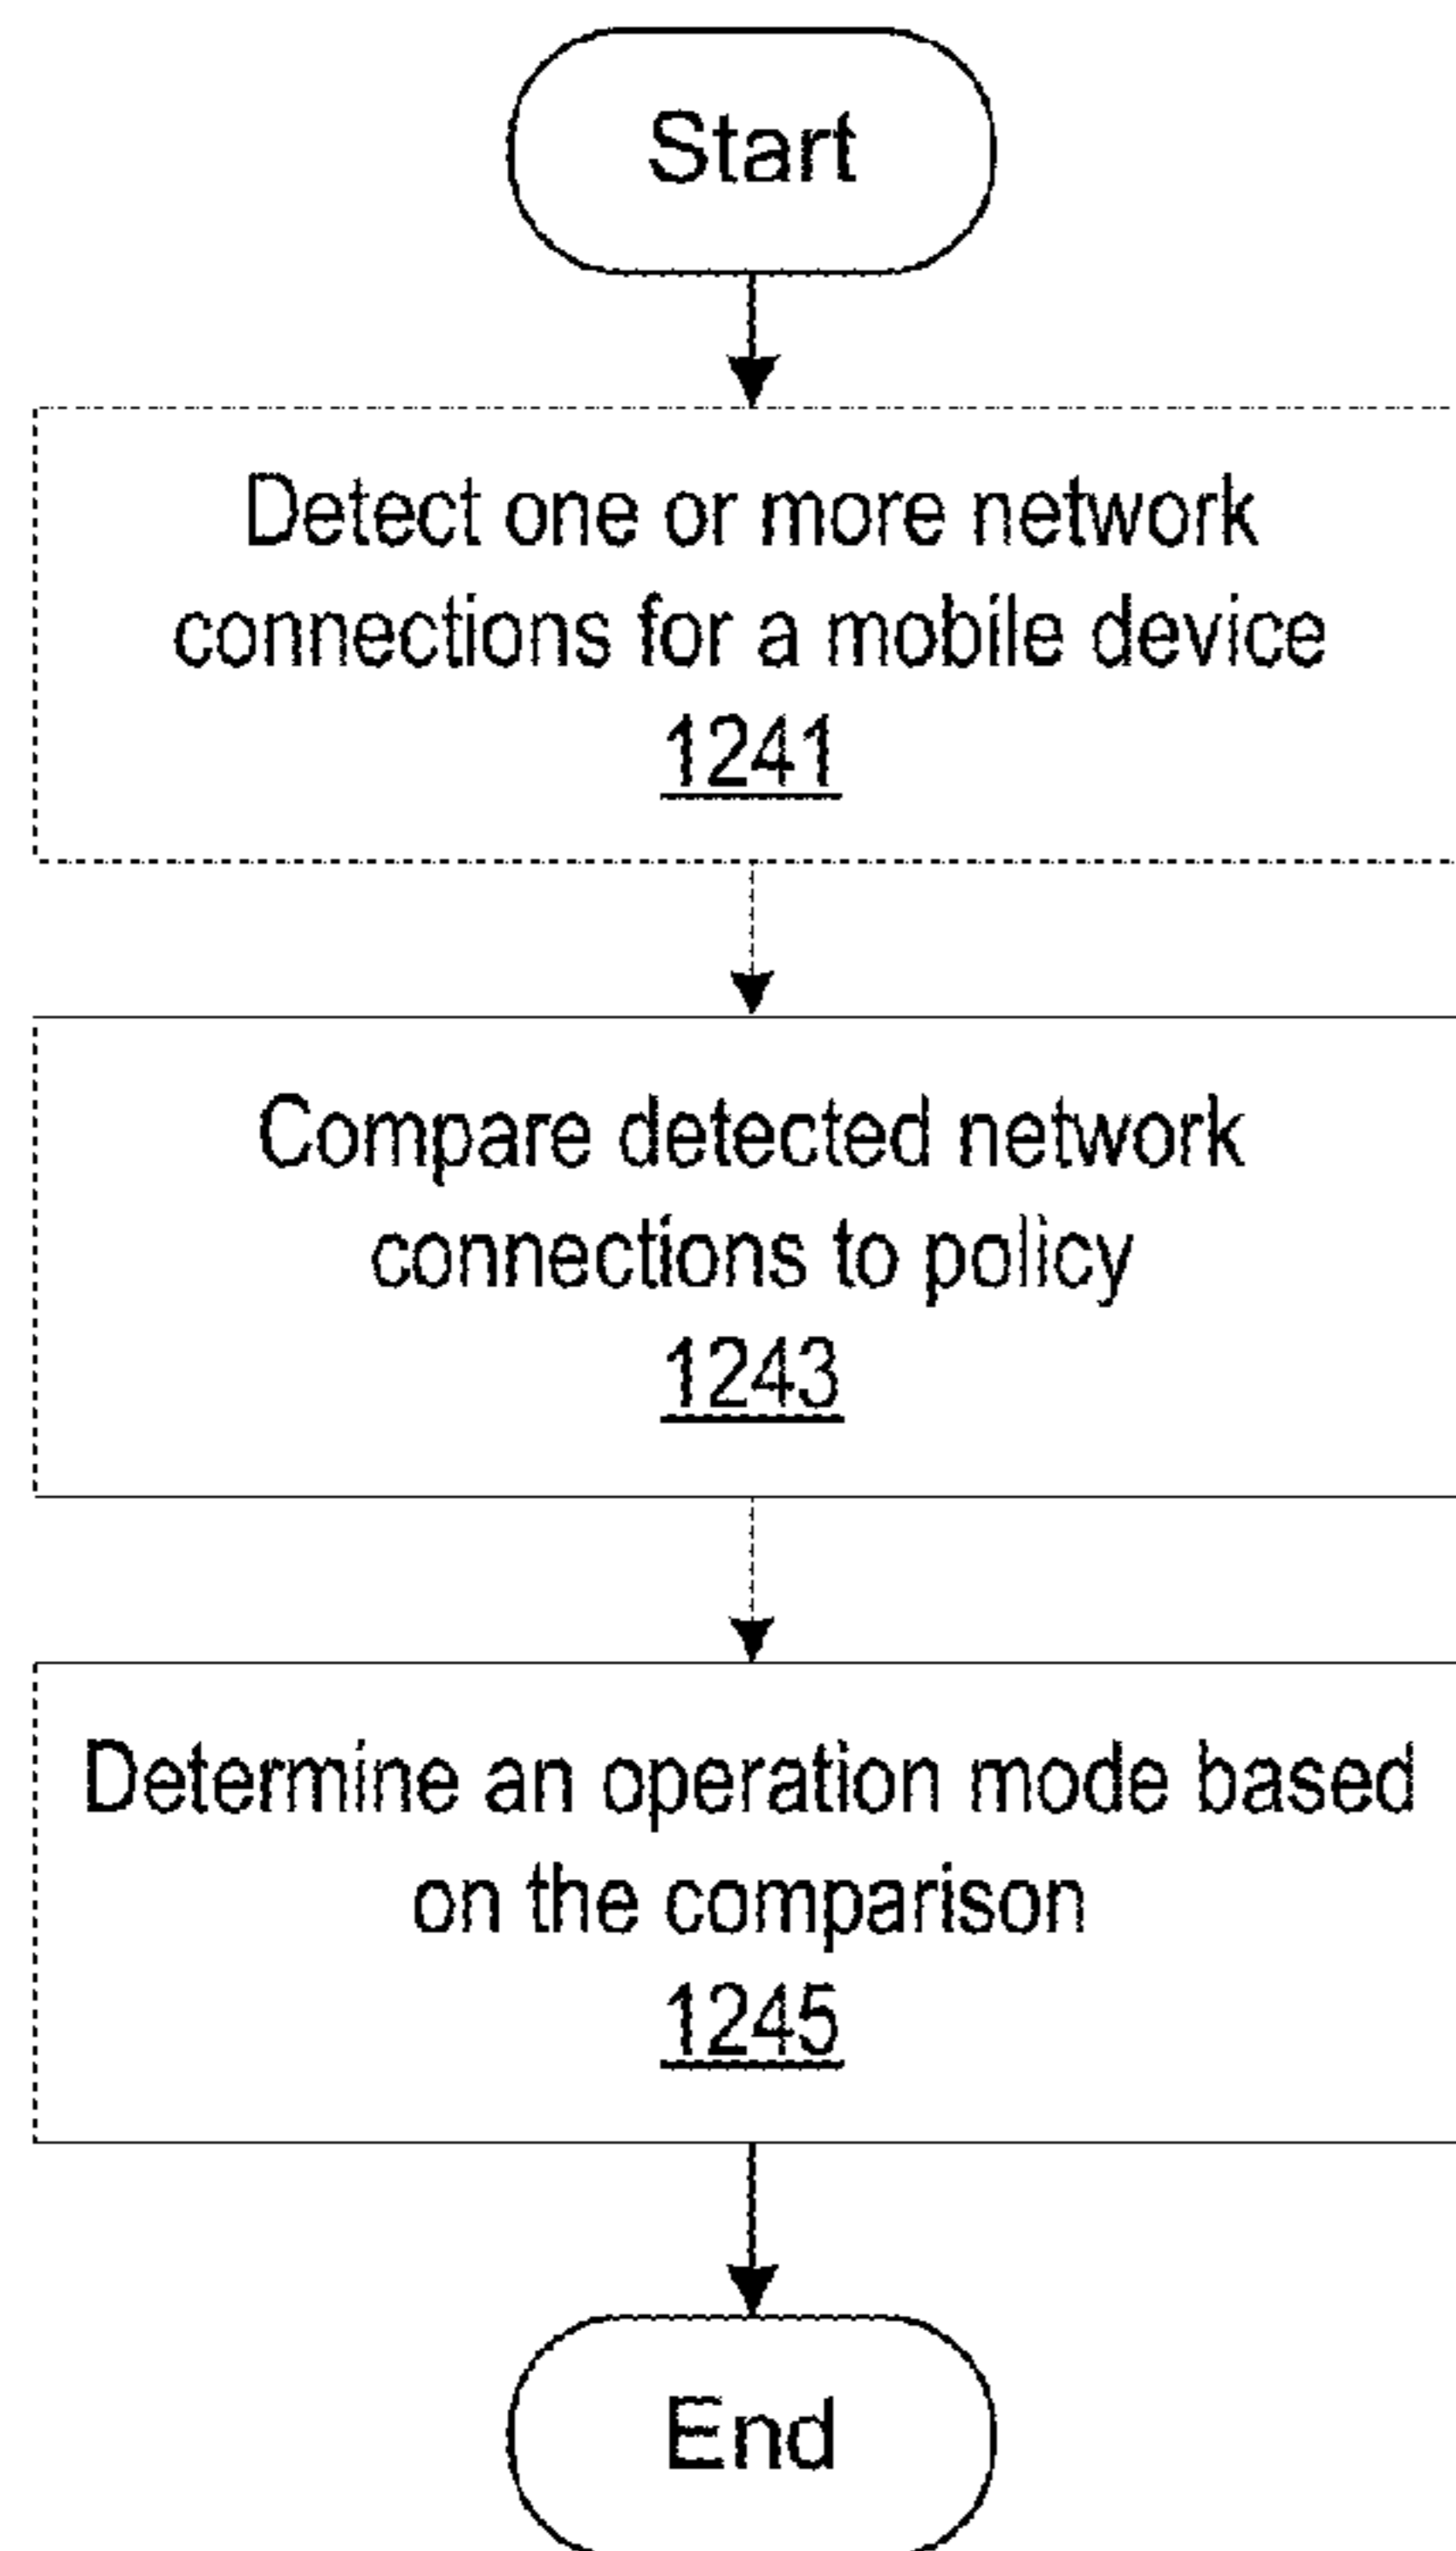 Start
Detect one or more network
connections for a mobile device
1241
Compare detected network
connections to policy
1243
Determine an operation mode based
on the comparison
1245
End